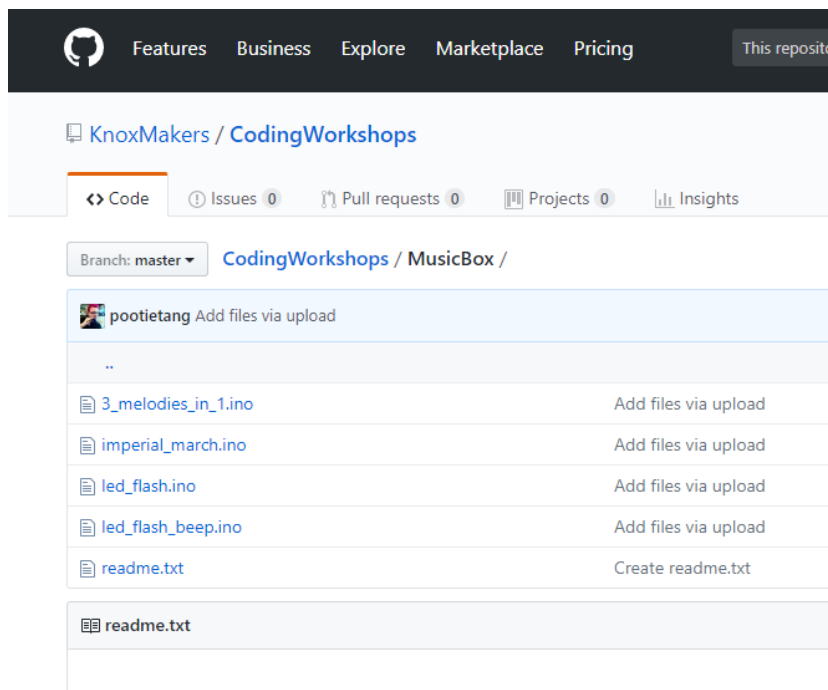 Features Business Explore Marketplace Pricing This reposito
KnoxMakers / CodingWorkshops
<> Code Issues 0 Pull requests 0 Projects 0 Insights
Branch: master CodingWorkshops / MusicBox /
pootietang Add files via upload
..
3_melodies_in_1.ino Add files via upload
imperial_march.ino Add files via upload
led_flash.ino Add files via upload
led_flash_beep.ino Add files via upload
readme.txt Create readme.txt
readme.txt